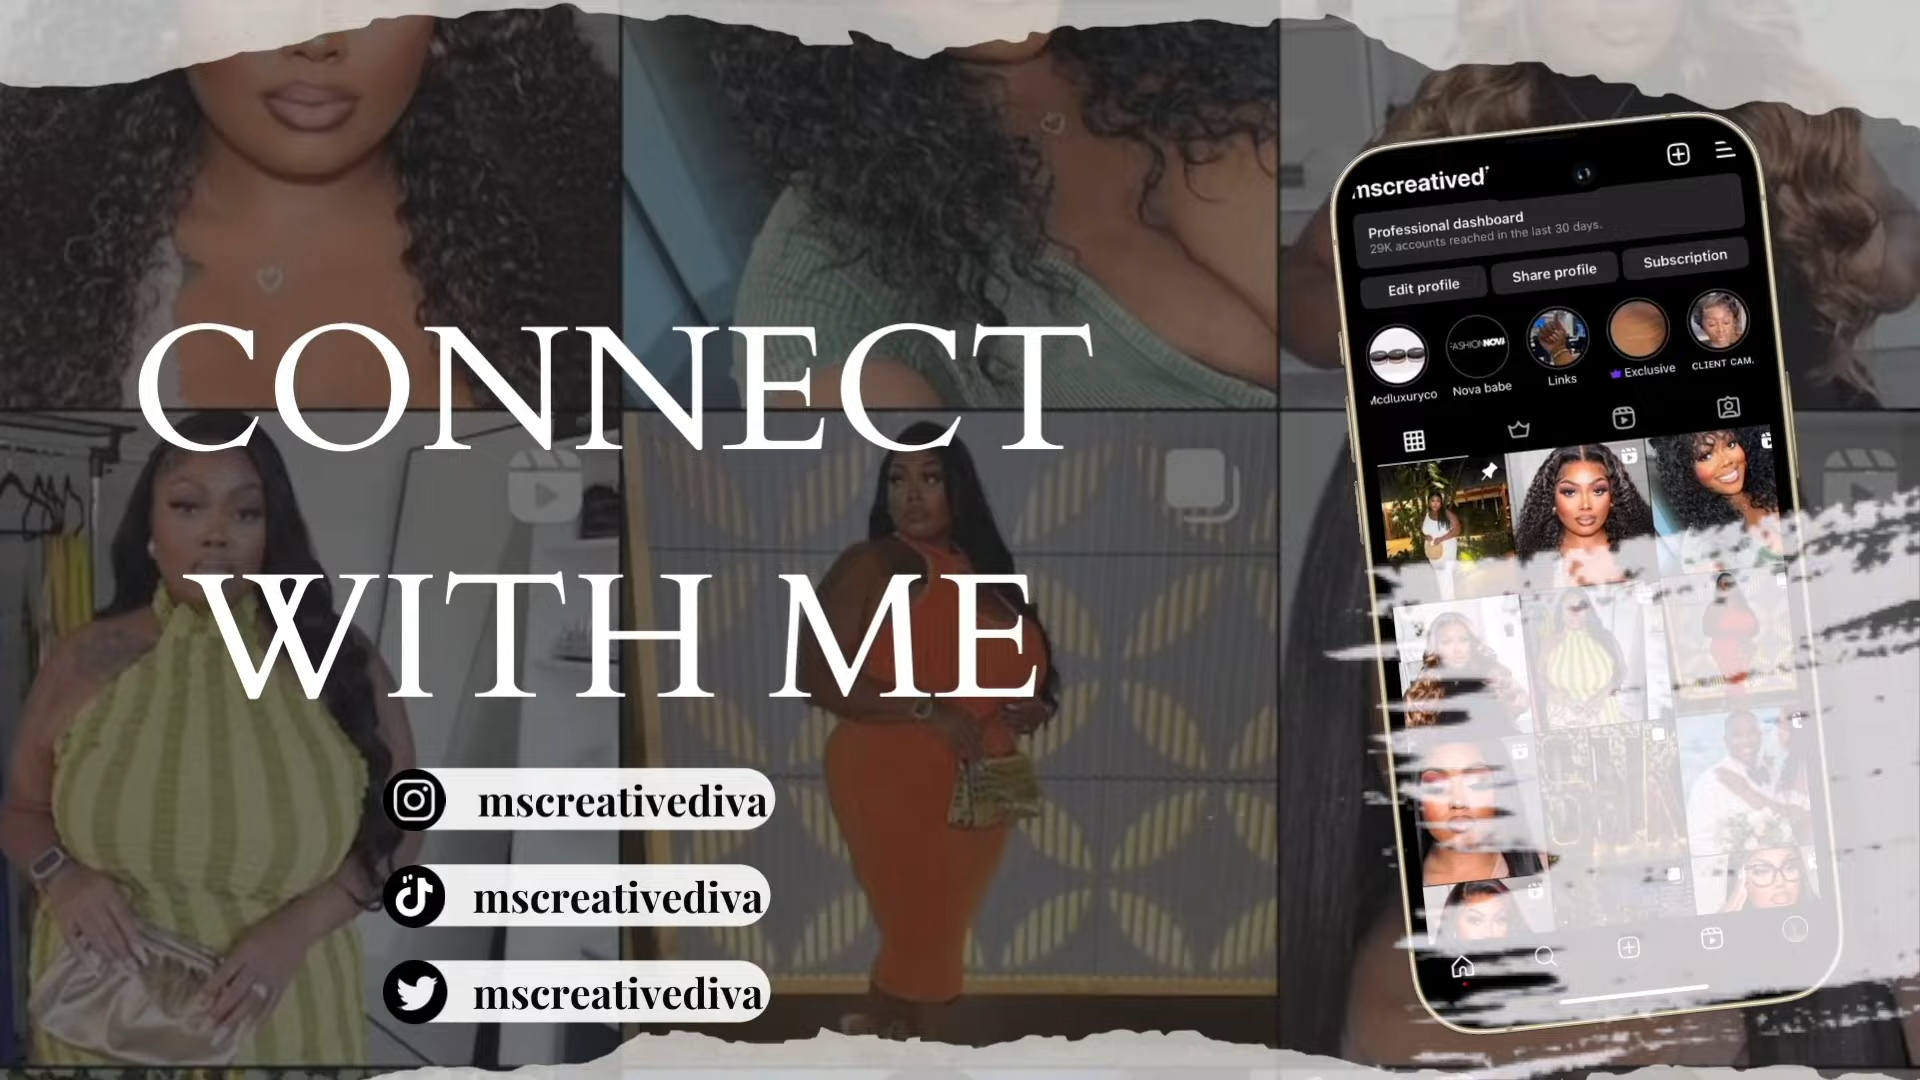 CONNECT
WITH ME
mscreativediva
mscreativediva
mscreativediva
mscreatived
Professional dashboard
29K accounts reached in the last 30 days.
Edit profile
Share profile
Subscription
Mcdluxuryco
FASHIONNOVA
Nova babe
Links
Exclusive
CLIENT CAM.